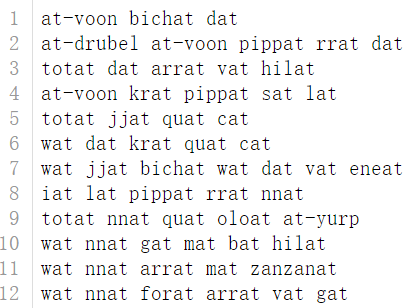 1 at-voon bichat dat
2 at-drubel at-voon pippat rrat dat
3 totat dat arrat vat hilat
4 at-voon krat pippat sat lat
5 totat jjat quat cat
6 wat dat krat quat cat
7 wat jjat bichat wat dat vat eneat
8 iat lat pippat rrat nnat
9 totat nnat quat oloat at-yurp
10 wat nnat gat mat bat hilat
11 wat nnat arrat mat zanzanat
12 wat nnat forat arrat vat gat